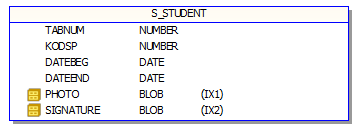 S_STUDENT
TABNUM NUMBER
KODSP NUMBER
DATEBEG DATE
DATEEND DATE
PHOTO BLOB (IX1)
SIGNATURE BLOB (IX2)